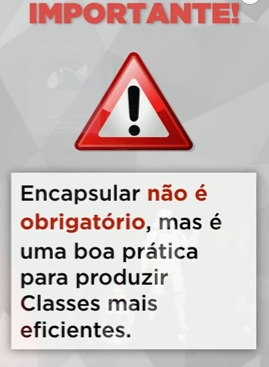 IMPORTANTE!
Encapsular não é
obrigatório, mas é
uma boa prática
para produzir
Classes mais
eficientes.